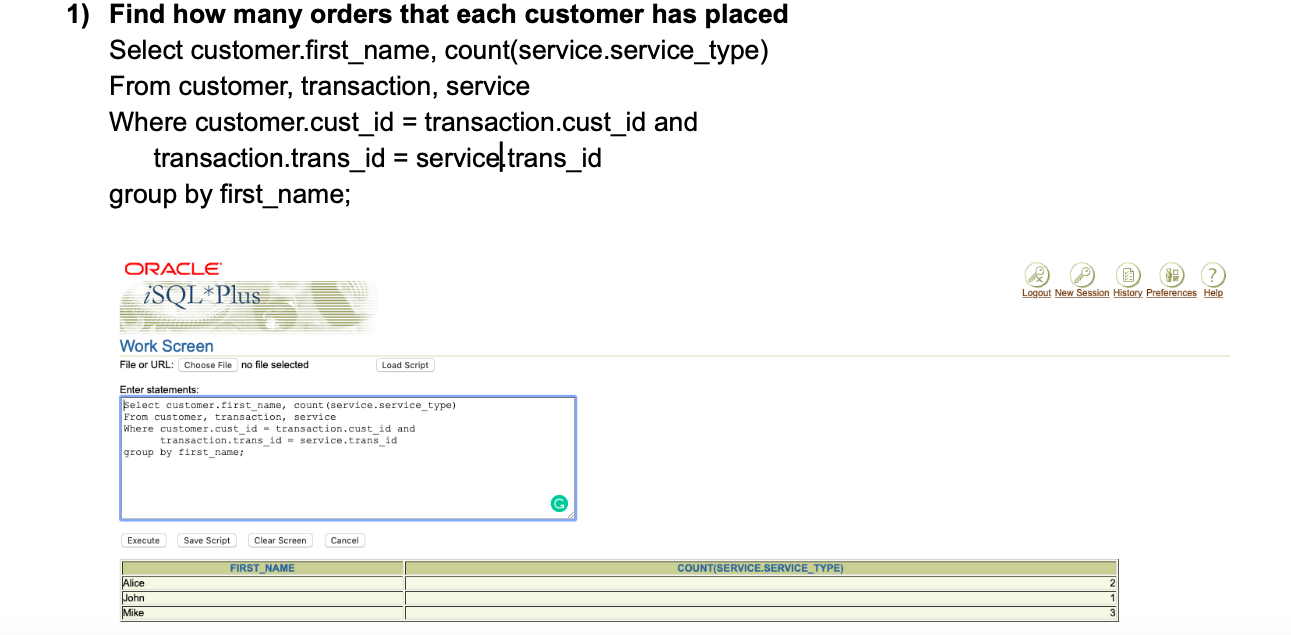 1) Find how many orders that each customer has placed
Select customer.first_name, count(service.service_type)
From customer, transaction, service
Where customer.cust_id = transaction.cust_id and
transaction.trans_id = service.trans_id
group by first_name;
ORACLE
iSQL*Plus
Logout New Session History Preferences Help
Work Screen
File or URL: Choose File no file selected Load Script
Enter statements:
Select customer.first_name, count(service.service_type)
From customer, transaction, service
Where customer.cust_id = transaction.cust_id and
transaction.trans_id = service.trans_id
group by first_name;
Execute Save Script Clear Screen Cancel
FIRST_NAME COUNT(SERVICE.SERVICE_TYPE)
Alice 2
John 1
Mike 3